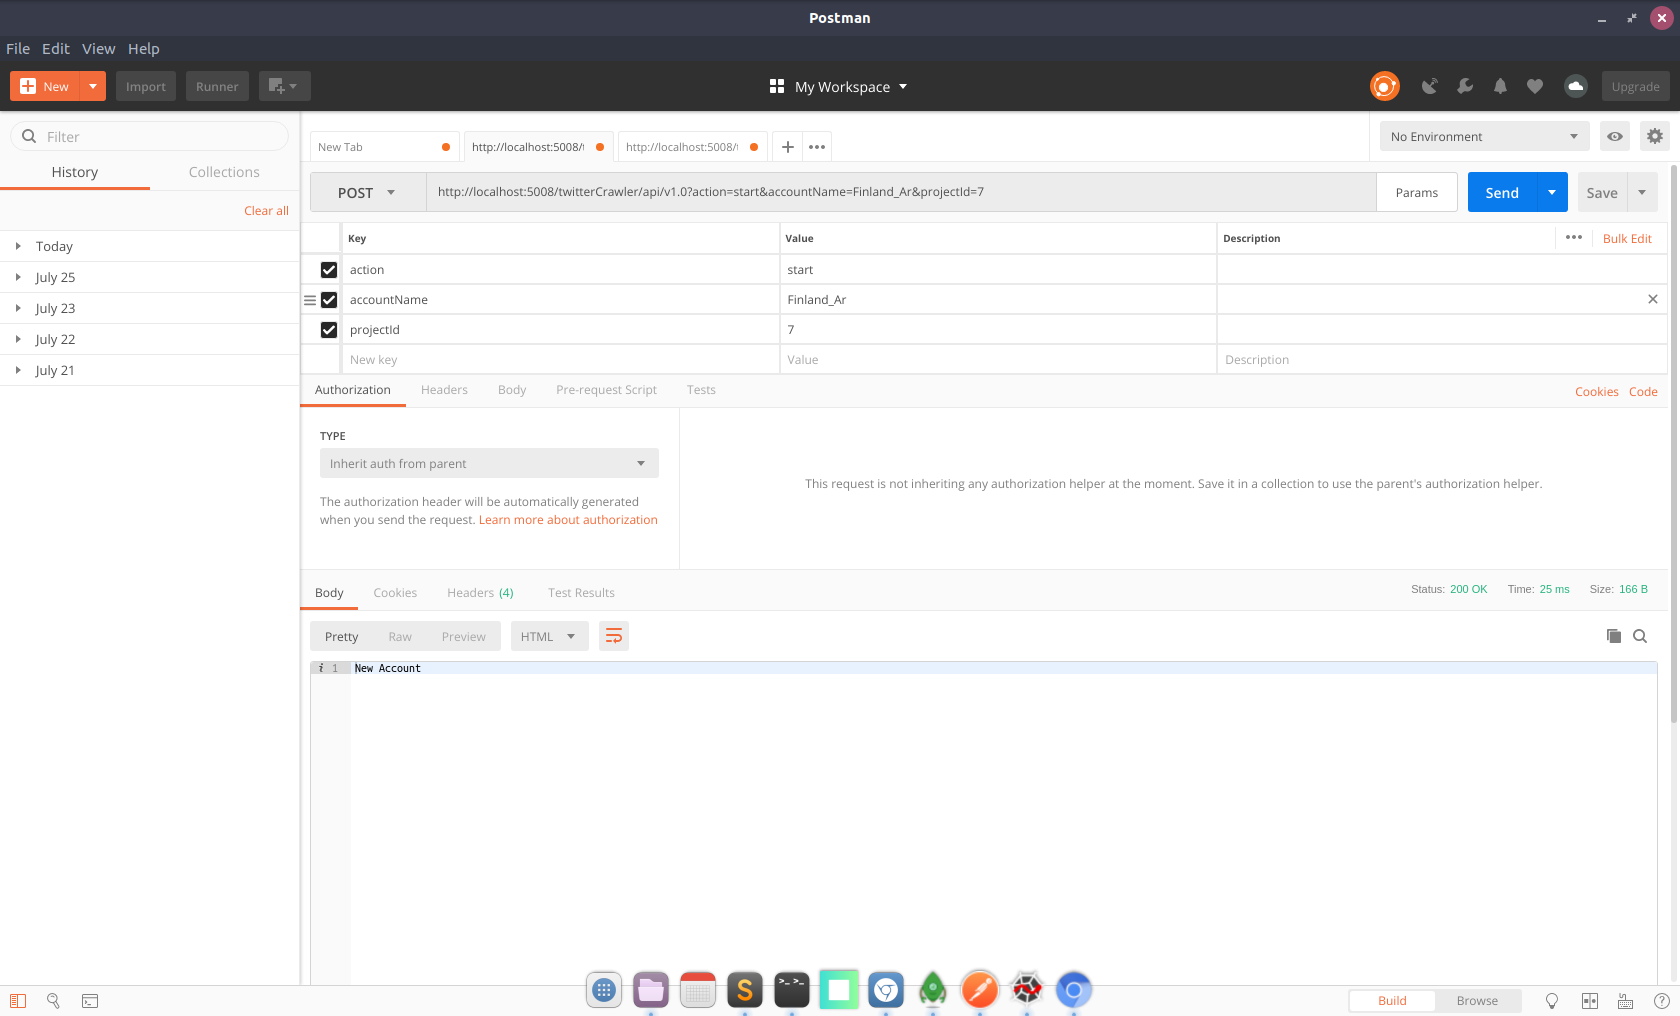 Postman
File Edit View Help
New Import Runner My Workspace Upgrade
Filter
History Collections
Clear all
Today
July 25
July 23
July 22
July 21
New Tab http://localhost:5008/t http://localhost:5008/t No Environment
POST http://localhost:5008/twitterCrawler/api/v1.0?action=start&accountName=Finland_Ar&projectId=7 Params Send Save
Key Value Description Bulk Edit
action start
accountName Finland_Ar
projectId 7
New key Value Description
Authorization Headers Body Pre-request Script Tests Cookies Code
TYPE
Inherit auth from parent
The authorization header will be automatically generated
when you send the request. Learn more about authorization
This request is not inheriting any authorization helper at the moment. Save it in a collection to use the parent's authorization helper.
Body Cookies Headers (4) Test Results Status: 200 OK Time: 25 ms Size: 166 B
Pretty Raw Preview HTML
i 1 New Account
Build Browse